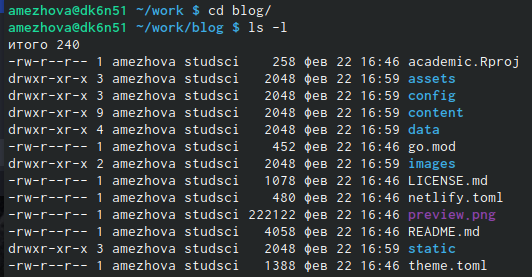 amezhova@dk6n51 ~/work $ cd blog/
amezhova@dk6n51 ~/work/blog $ ls -l
итого 240
-rw-r--r-- 1 amezhova studsci    258 фев 22 16:46 academic.Rproj
drwxr-xr-x 3 amezhova studsci   2048 фев 22 16:59 assets
drwxr-xr-x 3 amezhova studsci   2048 фев 22 16:59 config
drwxr-xr-x 9 amezhova studsci   2048 фев 22 16:59 content
drwxr-xr-x 4 amezhova studsci   2048 фев 22 16:59 data
-rw-r--r-- 1 amezhova studsci    452 фев 22 16:46 go.mod
drwxr-xr-x 2 amezhova studsci   2048 фев 22 16:59 images
-rw-r--r-- 1 amezhova studsci   1078 фев 22 16:46 LICENSE.md
-rw-r--r-- 1 amezhova studsci    480 фев 22 16:46 netlify.toml
-rw-r--r-- 1 amezhova studsci 222122 фев 22 16:46 preview.png
-rw-r--r-- 1 amezhova studsci   4058 фев 22 16:46 README.md
drwxr-xr-x 3 amezhova studsci   2048 фев 22 16:59 static
-rw-r--r-- 1 amezhova studsci   1388 фев 22 16:46 theme.toml